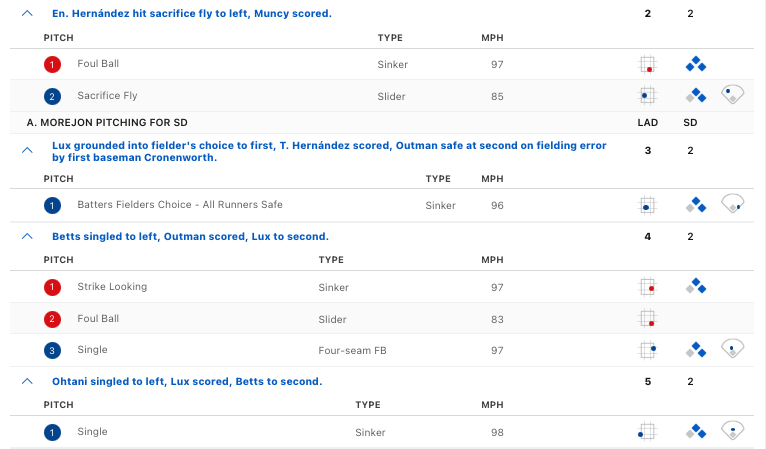 En. Hernández hit sacrifice fly to left, Muncy scored. 2 2
PITCH TYPE MPH
1 Foul Ball Sinker 97
2 Sacrifice Fly Slider 85
A. MOREJON PITCHING FOR SD LAD SD
Lux grounded into fielder's choice to first, T. Hernández scored, Outman safe at second on fielding error
by first baseman Cronenworth. 3 2
PITCH TYPE MPH
1 Batters Fielders Choice - All Runners Safe Sinker 96
Betts singled to left, Outman scored, Lux to second. 4 2
PITCH TYPE MPH
1 Strike Looking Sinker 97
2 Foul Ball Slider 83
3 Single Four-seam FB 97
Ohtani singled to left, Lux scored, Betts to second. 5 2
PITCH TYPE MPH
1 Single Sinker 98